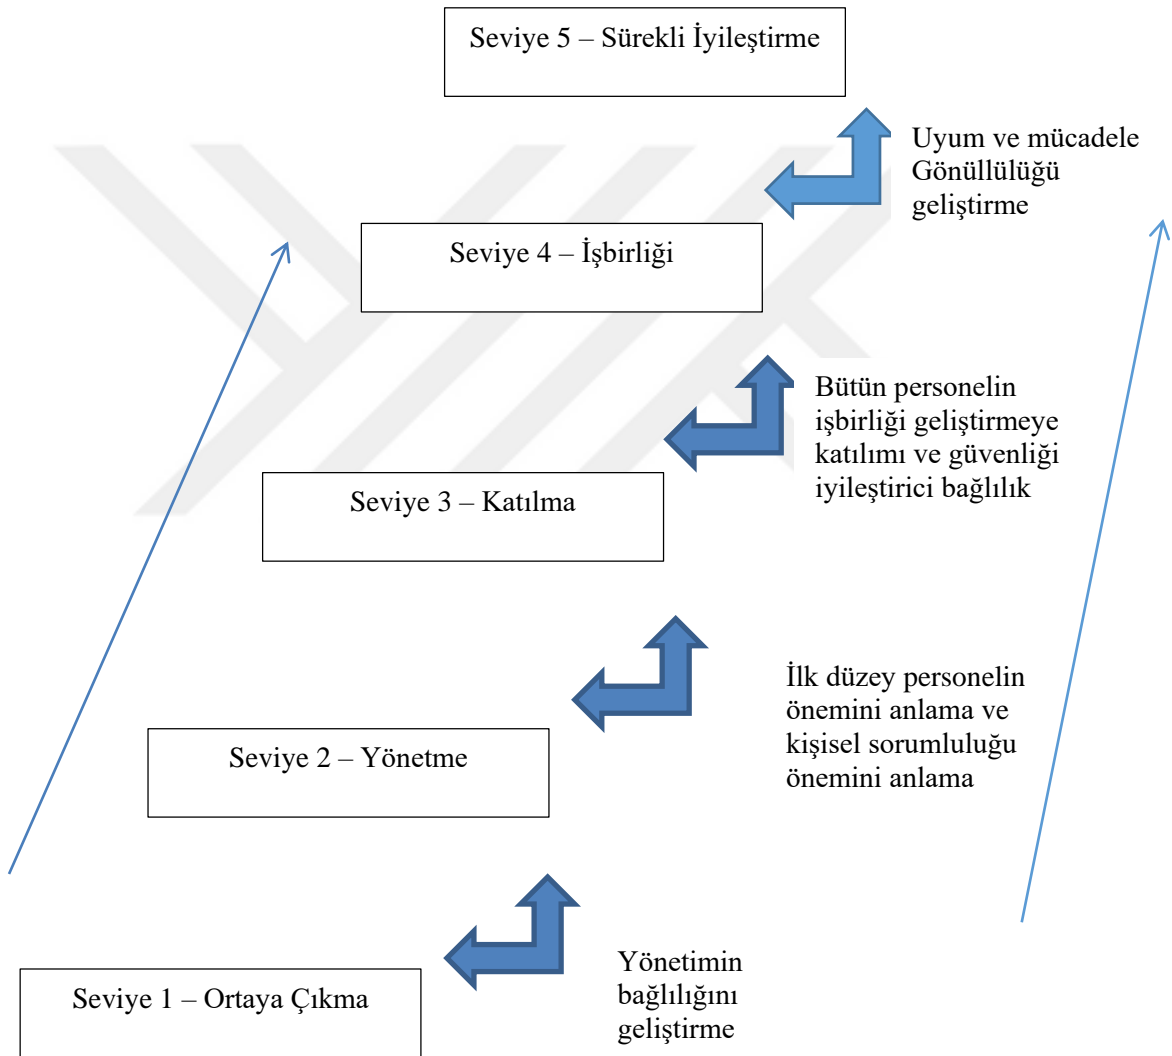 Seviye 5 – Sürekli İyileştirme
Uyum ve mücadele
Gönüllülüğü
geliştirme
Seviye 4 – İşbirliği
Bütün personelin
işbirliği geliştirmeye
katılımı ve güvenliği
iyileştirici bağlılık
Seviye 3 – Katılma
İlk düzey personelin
önemini anlama ve
kişisel sorumluluğu
önemini anlama
Seviye 2 – Yönetme
Yönetimin
bağlılığını
geliştirme
Seviye 1 – Ortaya Çıkma